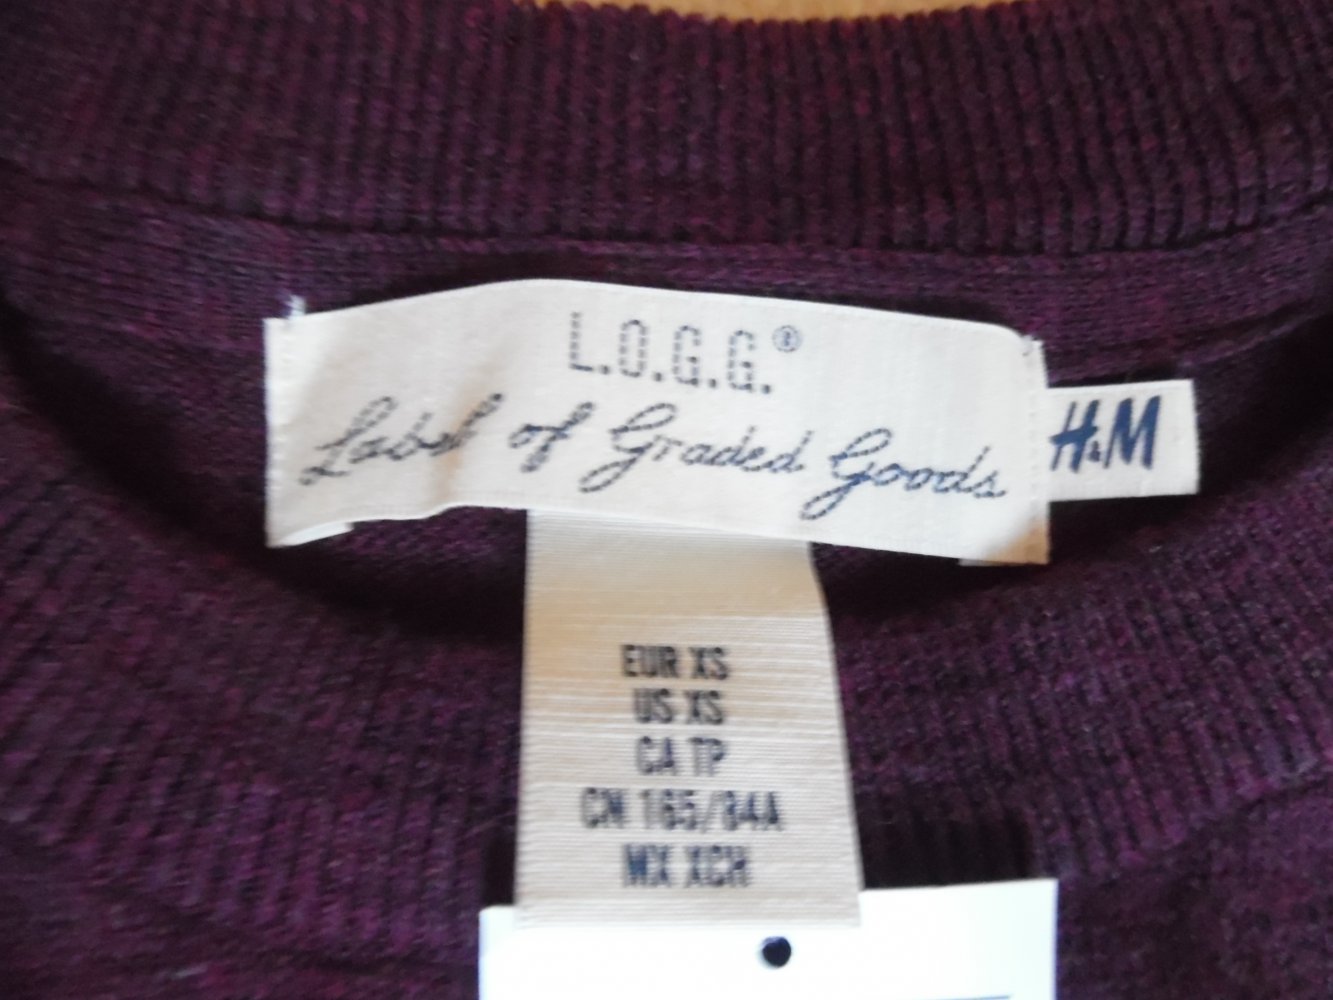 L.O.G.G.®
Label of Graded Goods
H&M
EUR XS
US XS
CA TP
CN 165/84A
MX XCH